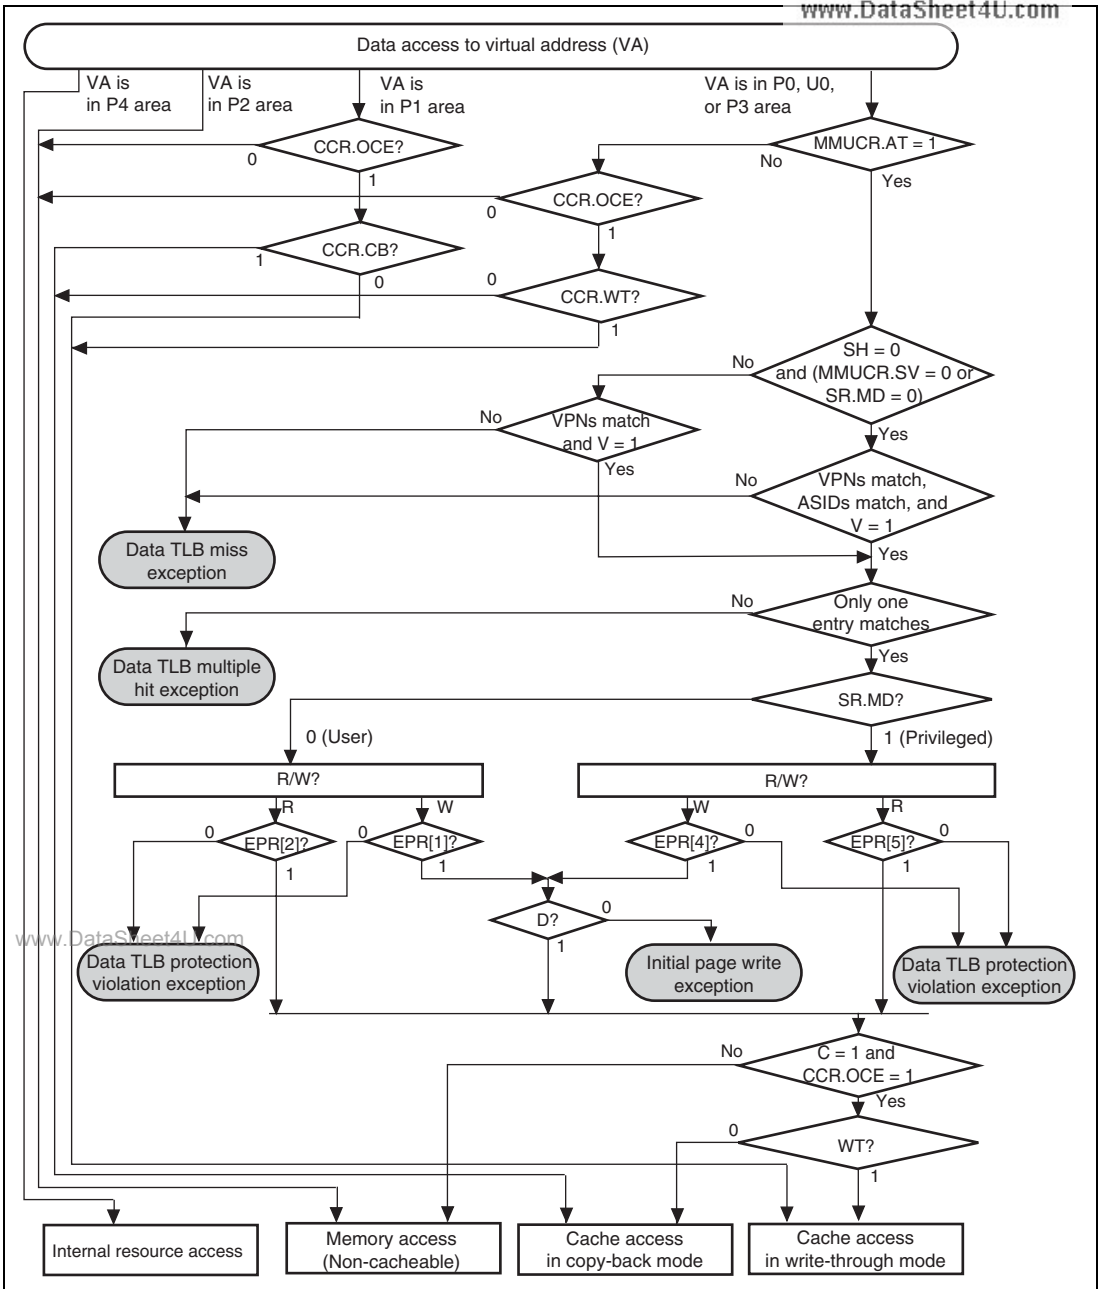 www.DataSheet4U.com
Data access to virtual address (VA)
VA is
in P4 area
VA is
in P2 area
VA is
in P1 area
VA is in P0, U0,
or P3 area
CCR.OCE?
0
1
MMUCR.AT = 1
No
Yes
CCR.OCE?
0
1
CCR.CB?
1
0
CCR.WT?
0
1
SH = 0
and (MMUCR.SV = 0 or
SR.MD = 0)
No
Yes
VPNs match
and V = 1
No
Yes
VPNs match,
ASIDs match, and
V = 1
No
Yes
Data TLB miss
exception
Only one
entry matches
No
Yes
Data TLB multiple
hit exception
SR.MD?
0 (User)
1 (Privileged)
R/W?
R/W?
R
W
W
R
0
EPR[2]?
1
0
EPR[1]?
1
EPR[4]?
0
1
EPR[5]?
0
1
D?
0
1
www.DataSheet4U.com
Data TLB protection
violation exception
Initial page write
exception
Data TLB protection
violation exception
C = 1 and
CCR.OCE = 1
No
Yes
WT?
0
1
Internal resource access
Memory access
(Non-cacheable)
Cache access
in copy-back mode
Cache access
in write-through mode